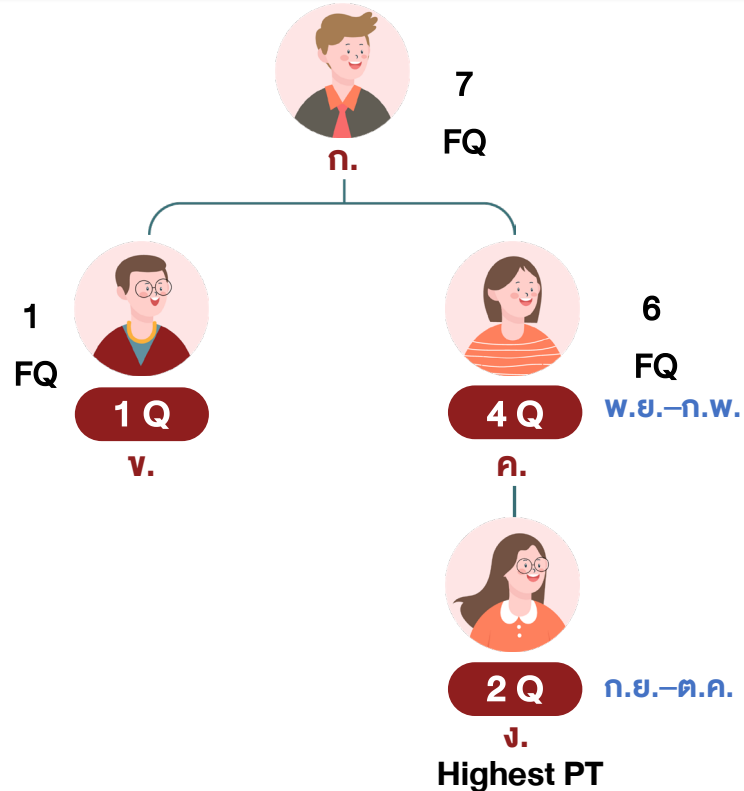 7
FQ
ก.
1
FQ
1 Q
ข.
6
FQ
4 Q
พ.ย.–ก.พ.
ค.
2 Q
ก.ย.–ต.ค.
ง.
Highest PT